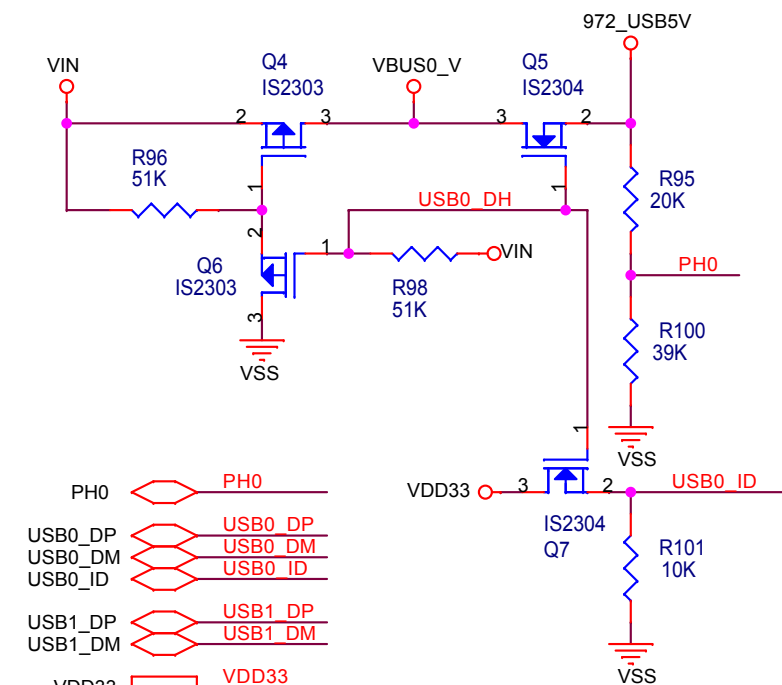 972_USB5V
VIN
Q4
IS2303
VBUS0_V
Q5
IS2304
2
3
3
2
R96
51K
1
1
R95
20K
USB0_DH
2
1
VIN
Q6
IS2303
R98
51K
PH0
3
VSS
R100
39K
1
VSS
VDD33
3
2
USB0_ID
IS2304
Q7
R101
10K
VSS
PH0
PH0
USB0_DP
USB0_DP
USB0_DM
USB0_DM
USB0_ID
USB0_ID
USB1_DP
USB1_DP
USB1_DM
USB1_DM
VDD33
VDD33